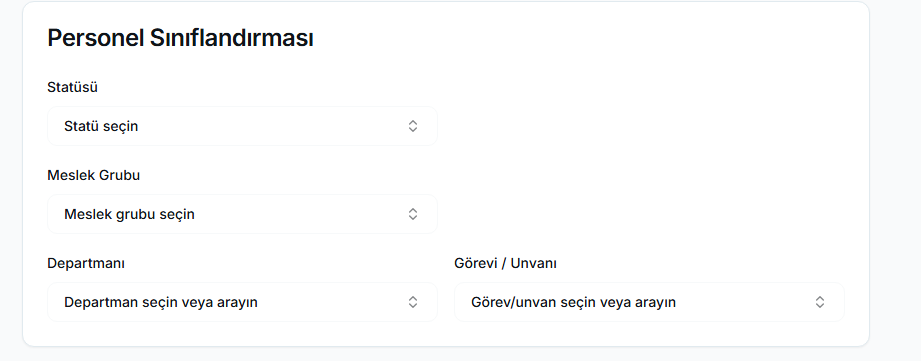 Personel Sınıflandırması
Statüsü
Statü seçin
Meslek Grubu
Meslek grubu seçin
Departmanı
Departman seçin veya arayın
Görevi / Unvanı
Görev/unvan seçin veya arayın